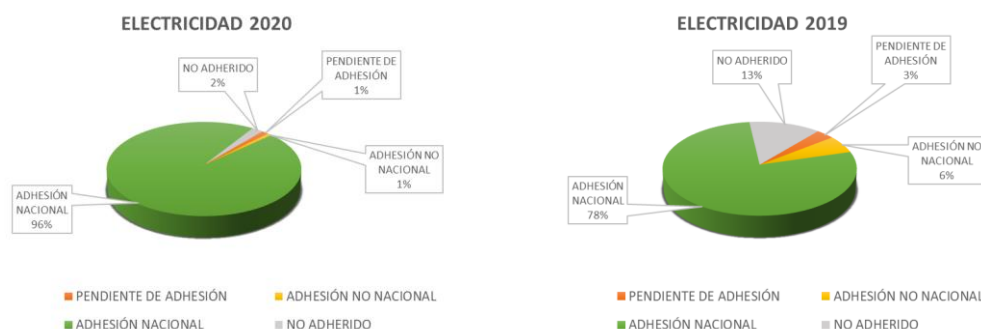 ELECTRICIDAD 2020
NO ADHERIDO
2%
PENDIENTE DE
ADHESIÓN
1%
ADHESIÓN NO
NACIONAL
1%
ADHESIÓN
NACIONAL
96%
PENDIENTE DE ADHESIÓN
ADHESIÓN NO NACIONAL
ADHESIÓN NACIONAL
NO ADHERIDO
ELECTRICIDAD 2019
NO ADHERIDO
13%
PENDIENTE DE
ADHESIÓN
3%
ADHESIÓN NO
NACIONAL
6%
ADHESIÓN
NACIONAL
78%
PENDIENTE DE ADHESIÓN
ADHESIÓN NO NACIONAL
ADHESIÓN NACIONAL
NO ADHERIDO